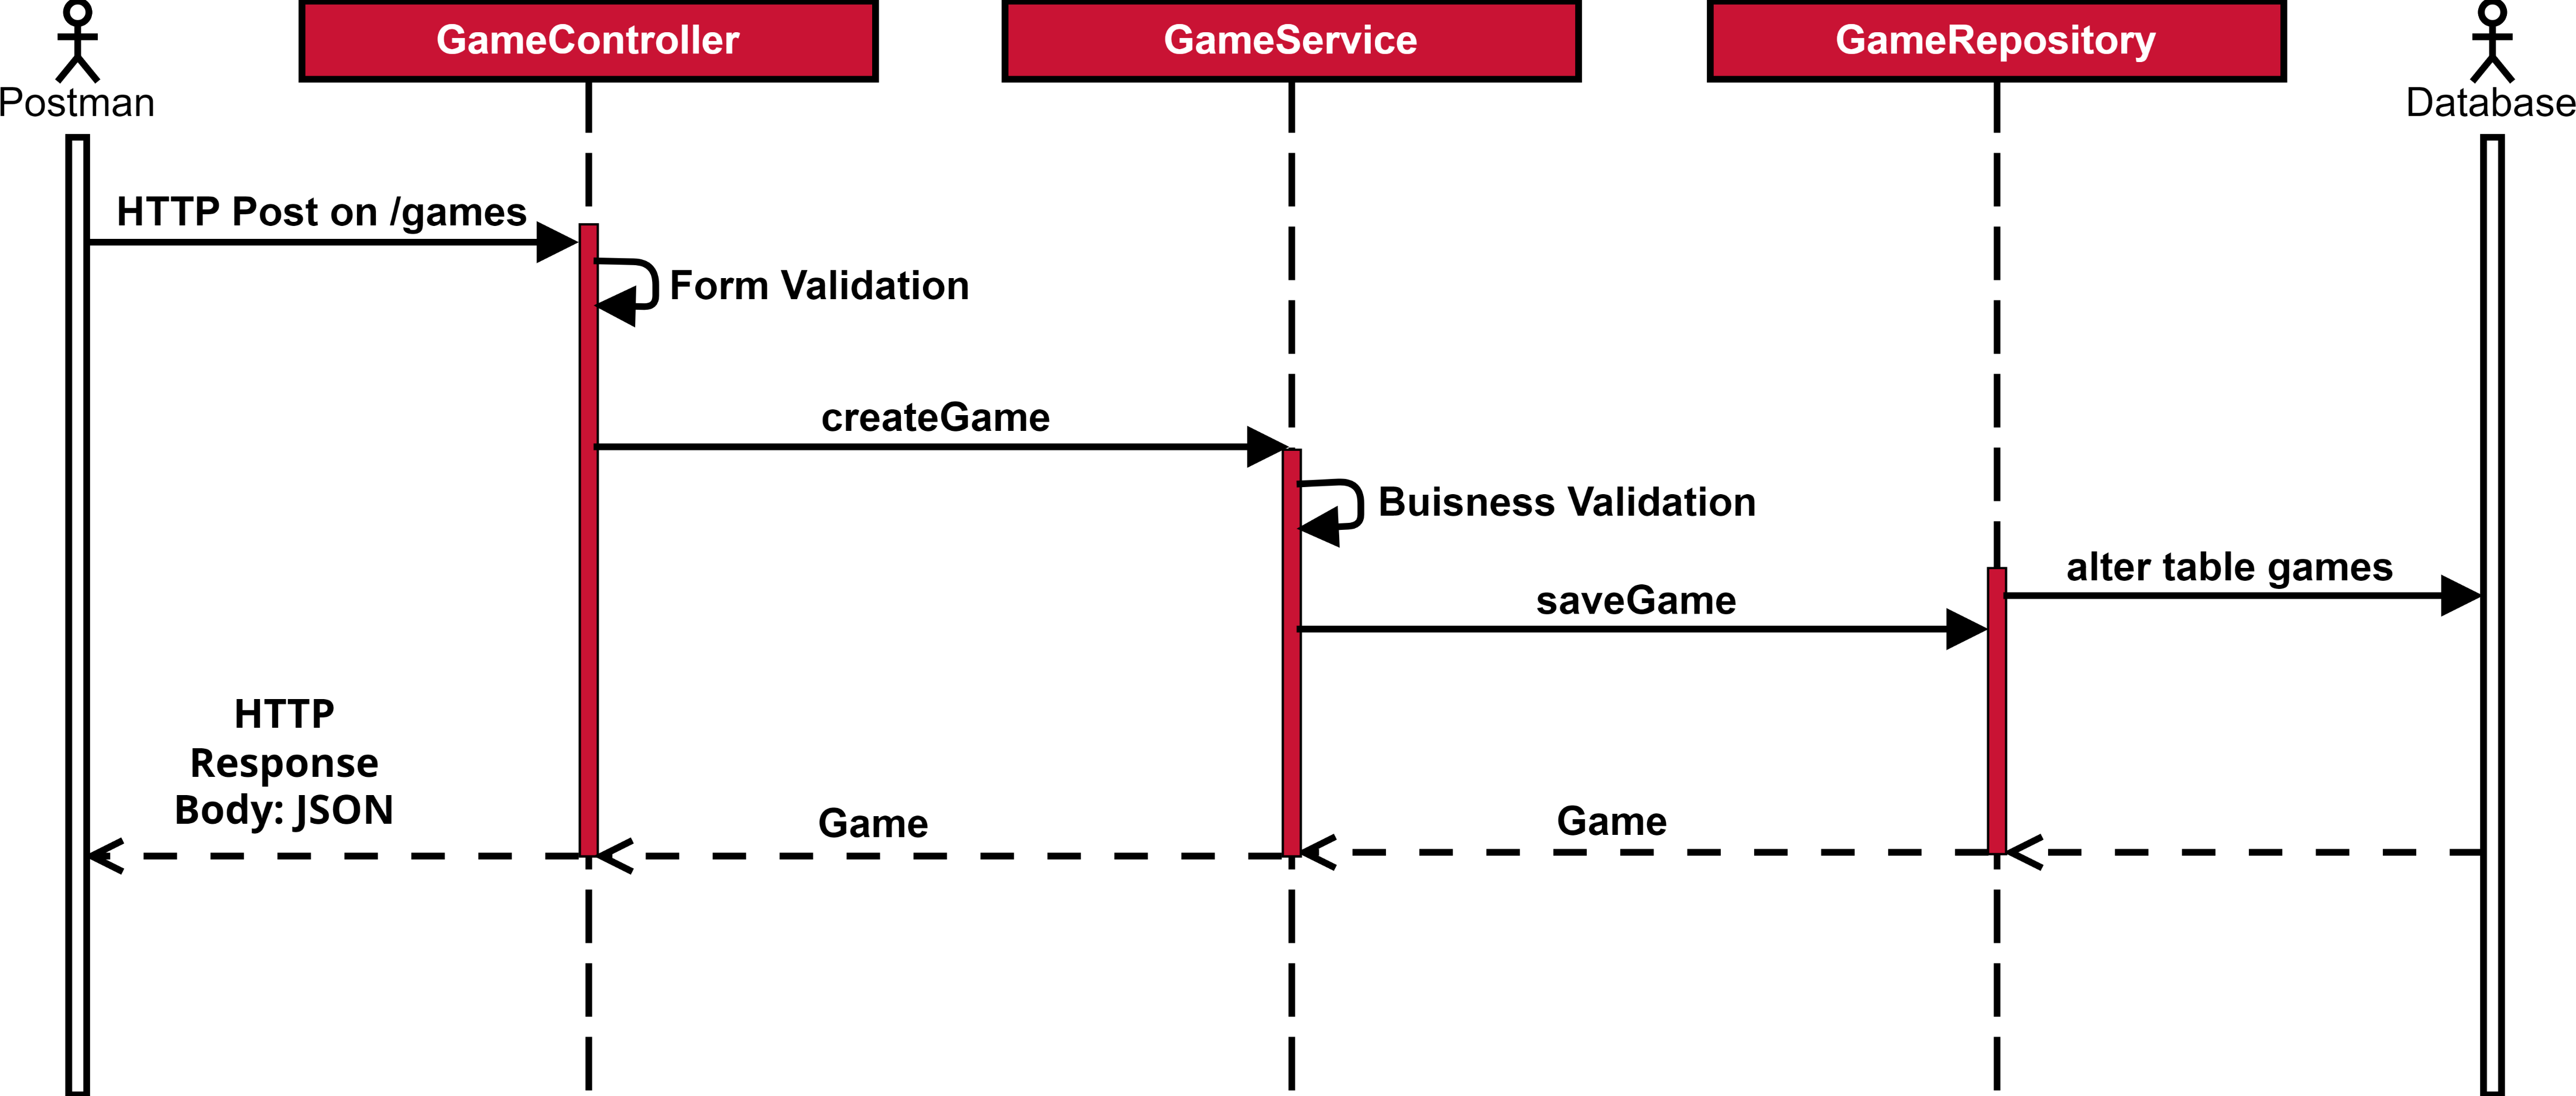 Postman
GameController
GameService
GameRepository
Database
HTTP Post on /games
Form Validation
createGame
Buisness Validation
alter table games
saveGame
HTTP
Response
Body: JSON
Game
Game